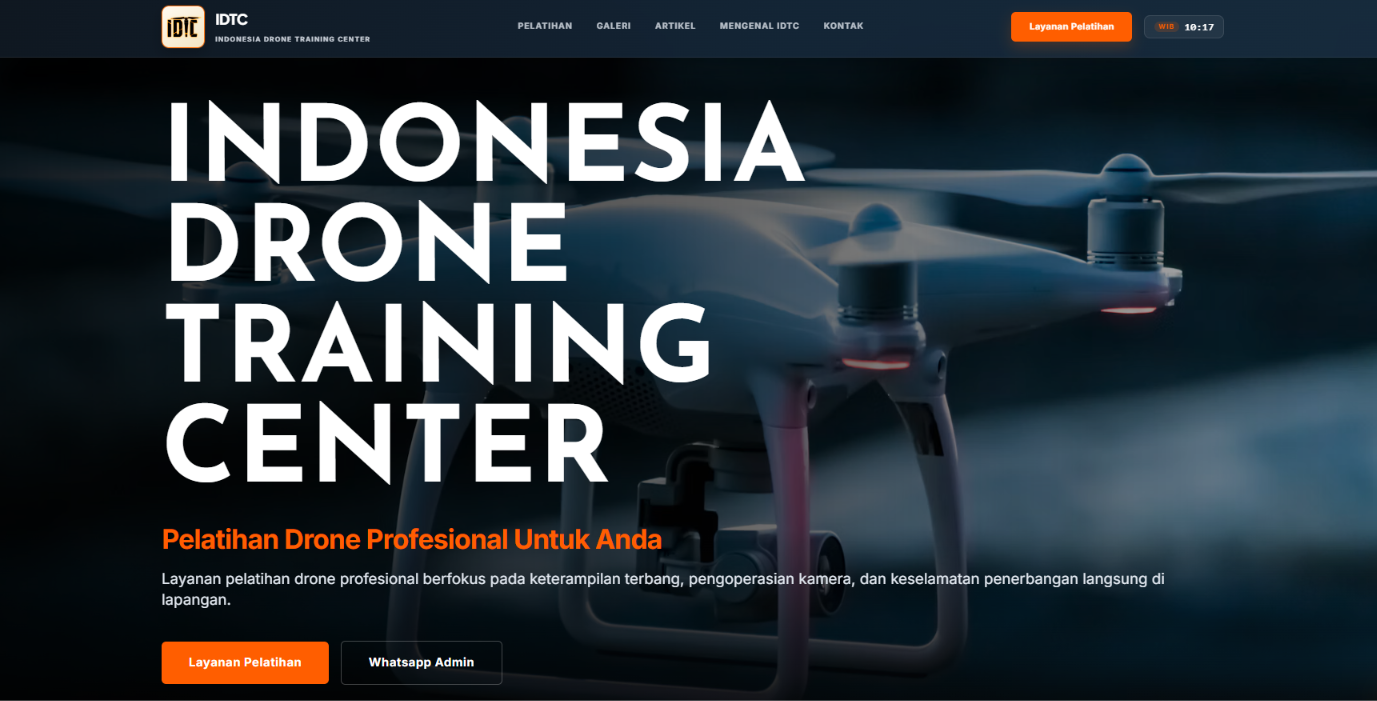 IDTC
IDTC
INDONESIA DRONE TRAINING CENTER
PELATIHAN
GALERI
ARTIKEL
MENGENAL IDTC
KONTAK
Layanan Pelatihan
WIB 10:17
INDONESIA
DRONE
TRAINING
CENTER
Pelatihan Drone Profesional Untuk Anda
Layanan pelatihan drone profesional berfokus pada keterampilan terbang, pengoperasian kamera, dan keselamatan penerbangan langsung di
lapangan.
Layanan Pelatihan
Whatsapp Admin